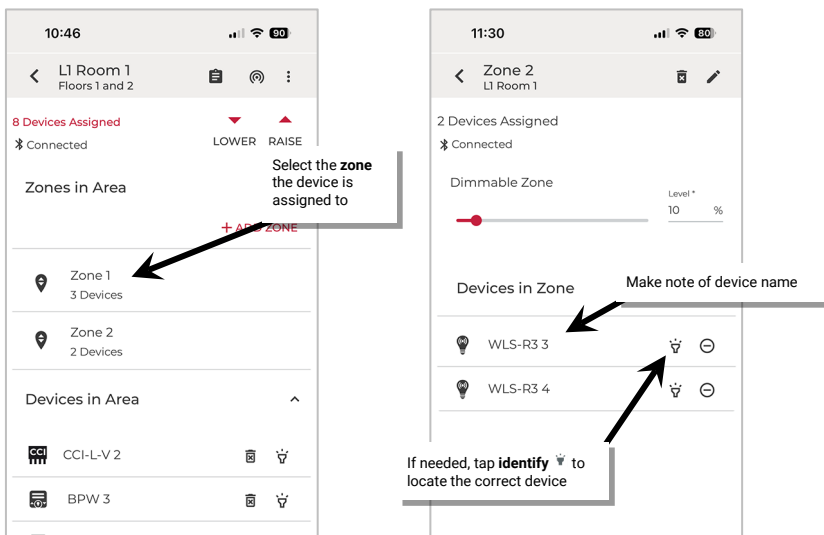 10:46
90
L1 Room 1
Floors 1 and 2
8 Devices Assigned
Connected
LOWER RAISE
Select the zone
the device is
assigned to
Zones in Area
+ ADD ZONE
Zone 1
3 Devices
Zone 2
2 Devices
Devices in Area
CCI CCI-L-V 2
BPW 3
11:30
80
Zone 2
L1 Room 1
2 Devices Assigned
Connected
Dimmable Zone
Level *
10 %
Devices in Zone
Make note of device name
WLS-R3 3
WLS-R3 4
If needed, tap identify to
locate the correct device